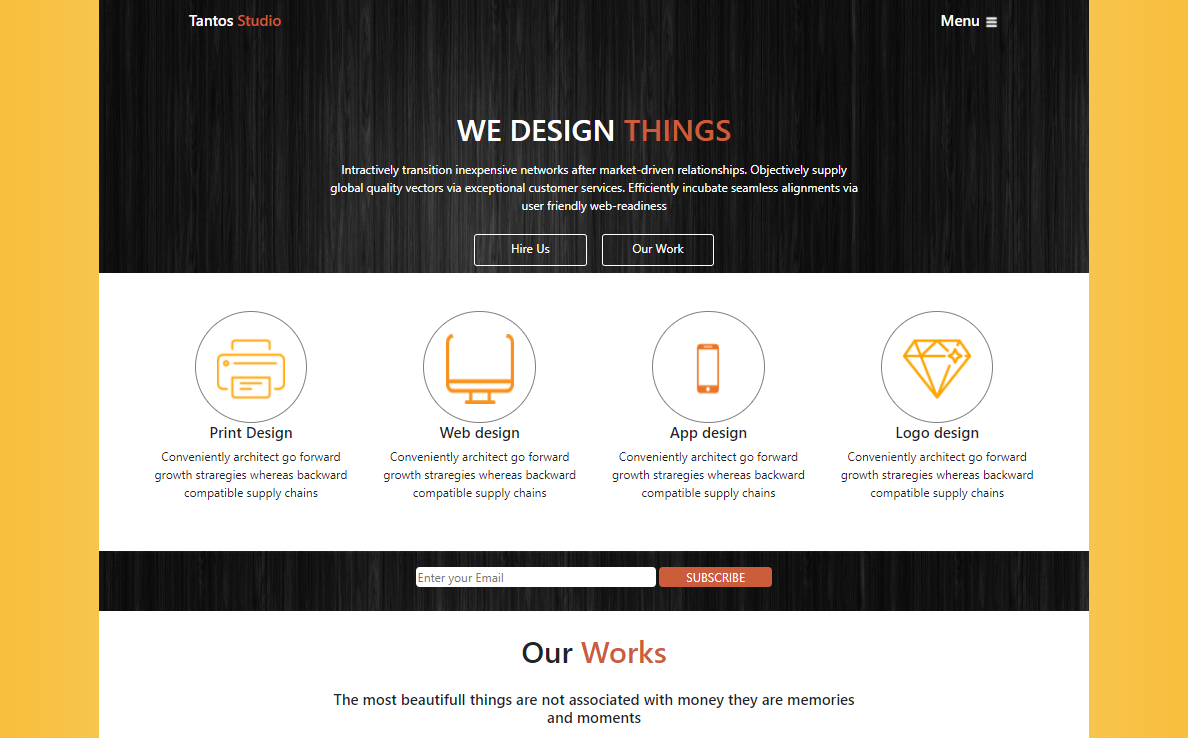 Tantos Studio
Menu
WE DESIGN THINGS
Intractively transition inexpensive networks after market-driven relationships. Objectively supply
global quality vectors via exceptional customer services. Efficiently incubate seamless alignments via
user friendly web-readiness
Hire Us
Our Work
Print Design
Conveniently architect go forward
growth straregies whereas backward
compatible supply chains
Web design
Conveniently architect go forward
growth straregies whereas backward
compatible supply chains
App design
Conveniently architect go forward
growth straregies whereas backward
compatible supply chains
Logo design
Conveniently architect go forward
growth straregies whereas backward
compatible supply chains
Enter your Email
SUBSCRIBE
Our Works
The most beautifull things are not associated with money they are memories
and moments